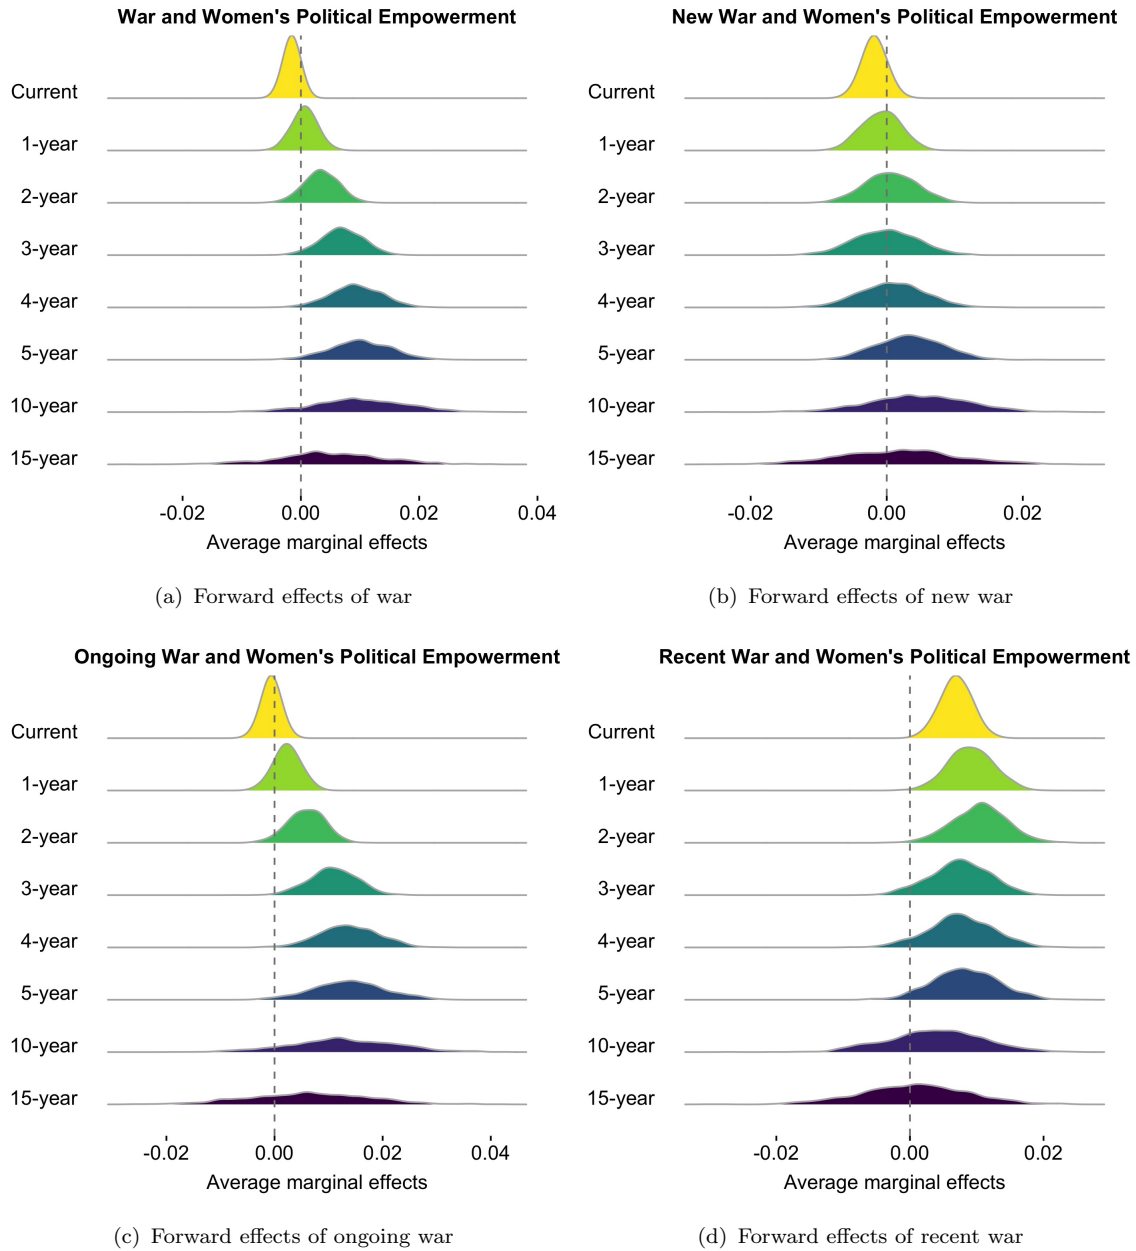 War and Women's Political Empowerment
Current
1-year
2-year
3-year
4-year
5-year
10-year
15-year
-0.02 0.00 0.02 0.04
Average marginal effects
(a) Forward effects of war
New War and Women's Political Empowerment
Current
1-year
2-year
3-year
4-year
5-year
10-year
15-year
-0.02 0.00 0.02
Average marginal effects
(b) Forward effects of new war
Ongoing War and Women's Political Empowerment
Current
1-year
2-year
3-year
4-year
5-year
10-year
15-year
-0.02 0.00 0.02 0.04
Average marginal effects
(c) Forward effects of ongoing war
Recent War and Women's Political Empowerment
Current
1-year
2-year
3-year
4-year
5-year
10-year
15-year
-0.02 0.00 0.02
Average marginal effects
(d) Forward effects of recent war